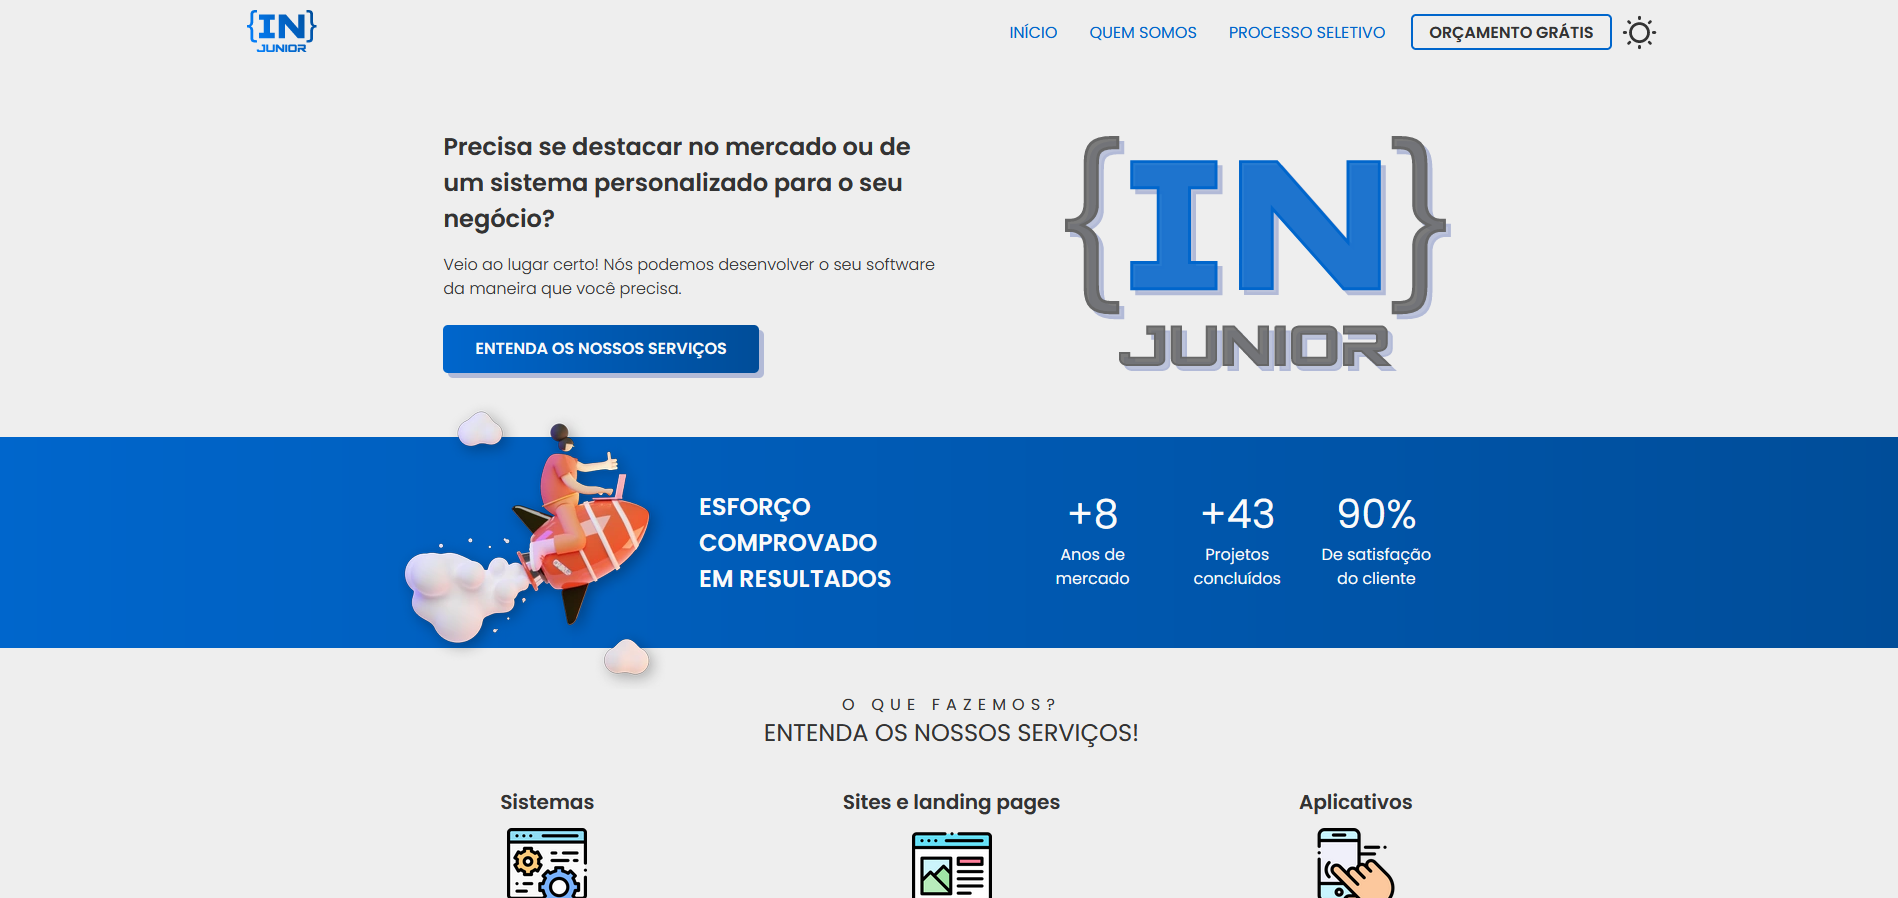 {IN}
JUNIOR
INÍCIO
QUEM SOMOS
PROCESSO SELETIVO
ORÇAMENTO GRÁTIS
Precisa se destacar no mercado ou de
um sistema personalizado para o seu
negócio?
Veio ao lugar certo! Nós podemos desenvolver o seu software
da maneira que você precisa.
ENTENDA OS NOSSOS SERVIÇOS
{IN}
JUNIOR
ESFORÇO
COMPROVADO
EM RESULTADOS
+8
Anos de
mercado
+43
Projetos
concluídos
90%
De satisfação
do cliente
O QUE FAZEMOS?
ENTENDA OS NOSSOS SERVIÇOS!
Sistemas
Sites e landing pages
Aplicativos